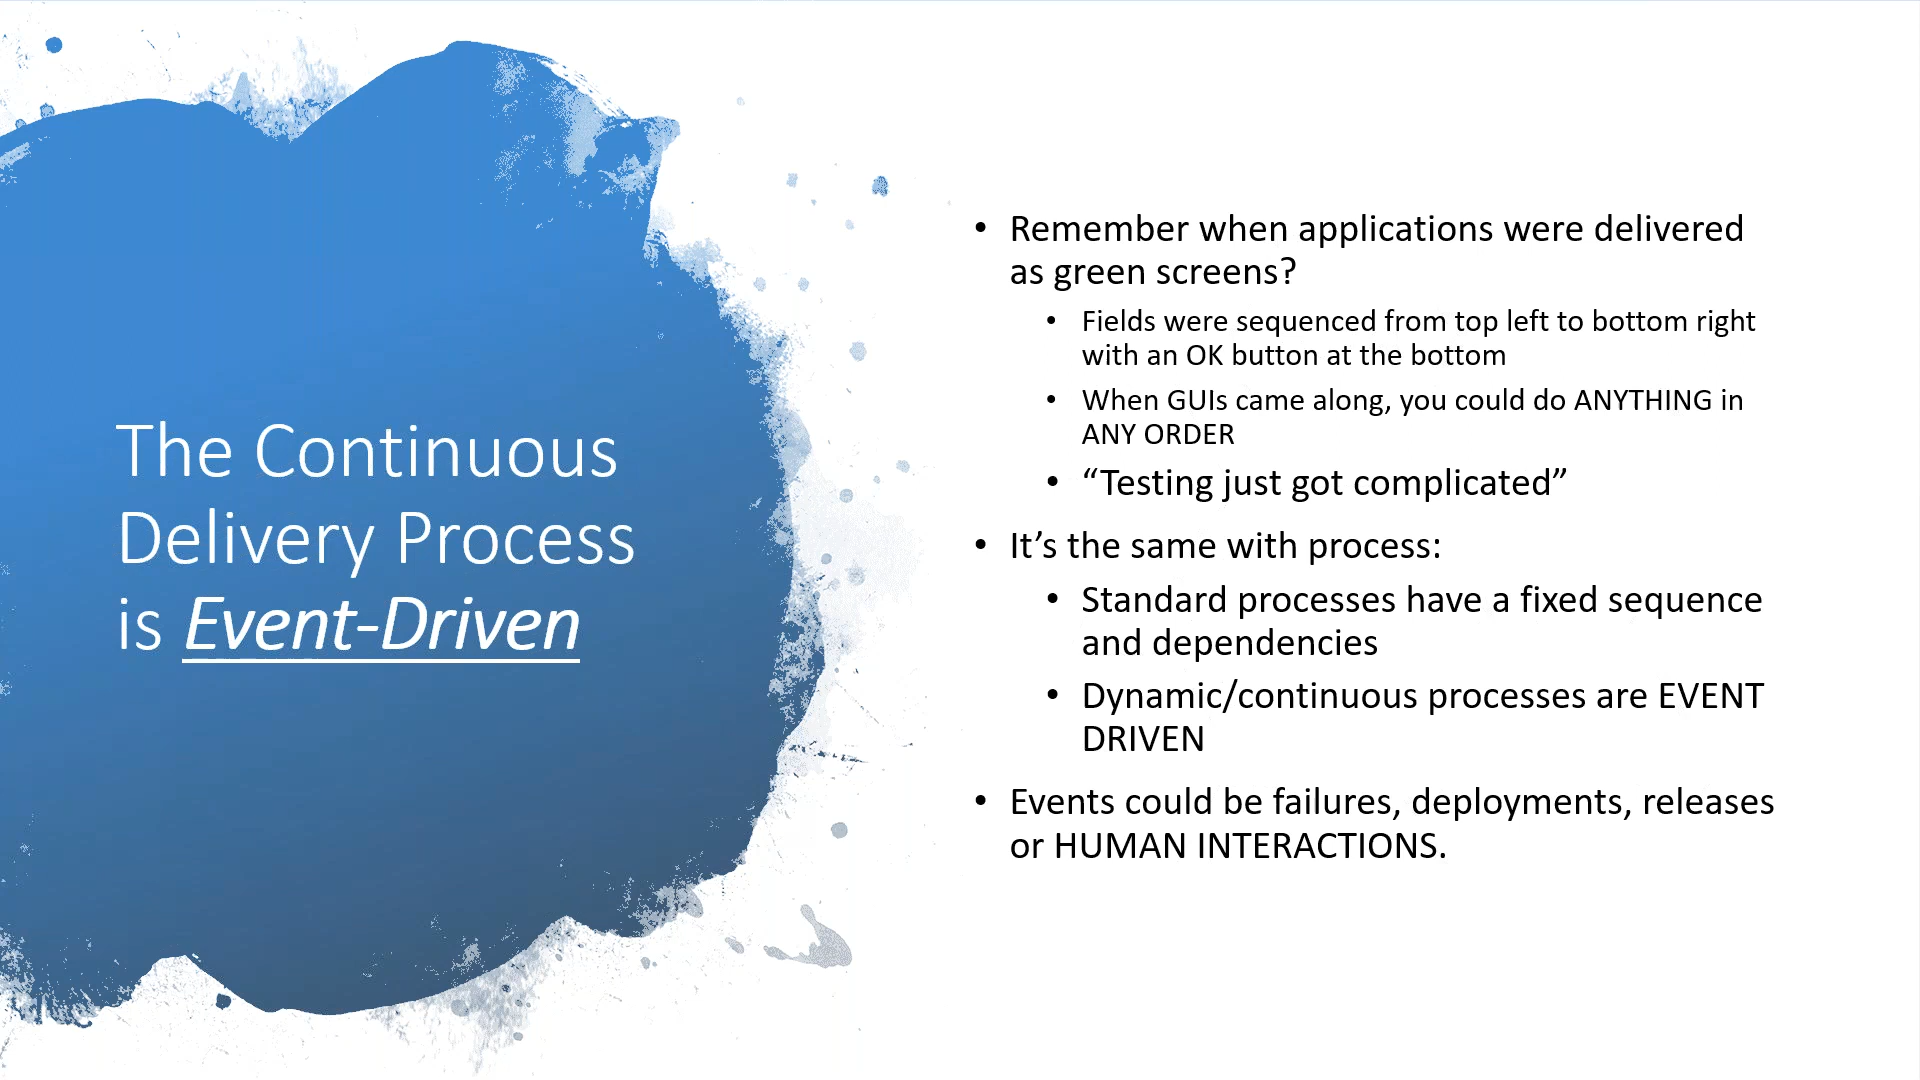 The Continuous
Delivery Process
is Event-Driven
• Remember when applications were delivered
as green screens?
• Fields were sequenced from top left to bottom right
with an OK button at the bottom
• When GUIs came along, you could do ANYTHING in
ANY ORDER
• “Testing just got complicated”
• It’s the same with process:
• Standard processes have a fixed sequence
and dependencies
• Dynamic/continuous processes are EVENT
DRIVEN
• Events could be failures, deployments, releases
or HUMAN INTERACTIONS.